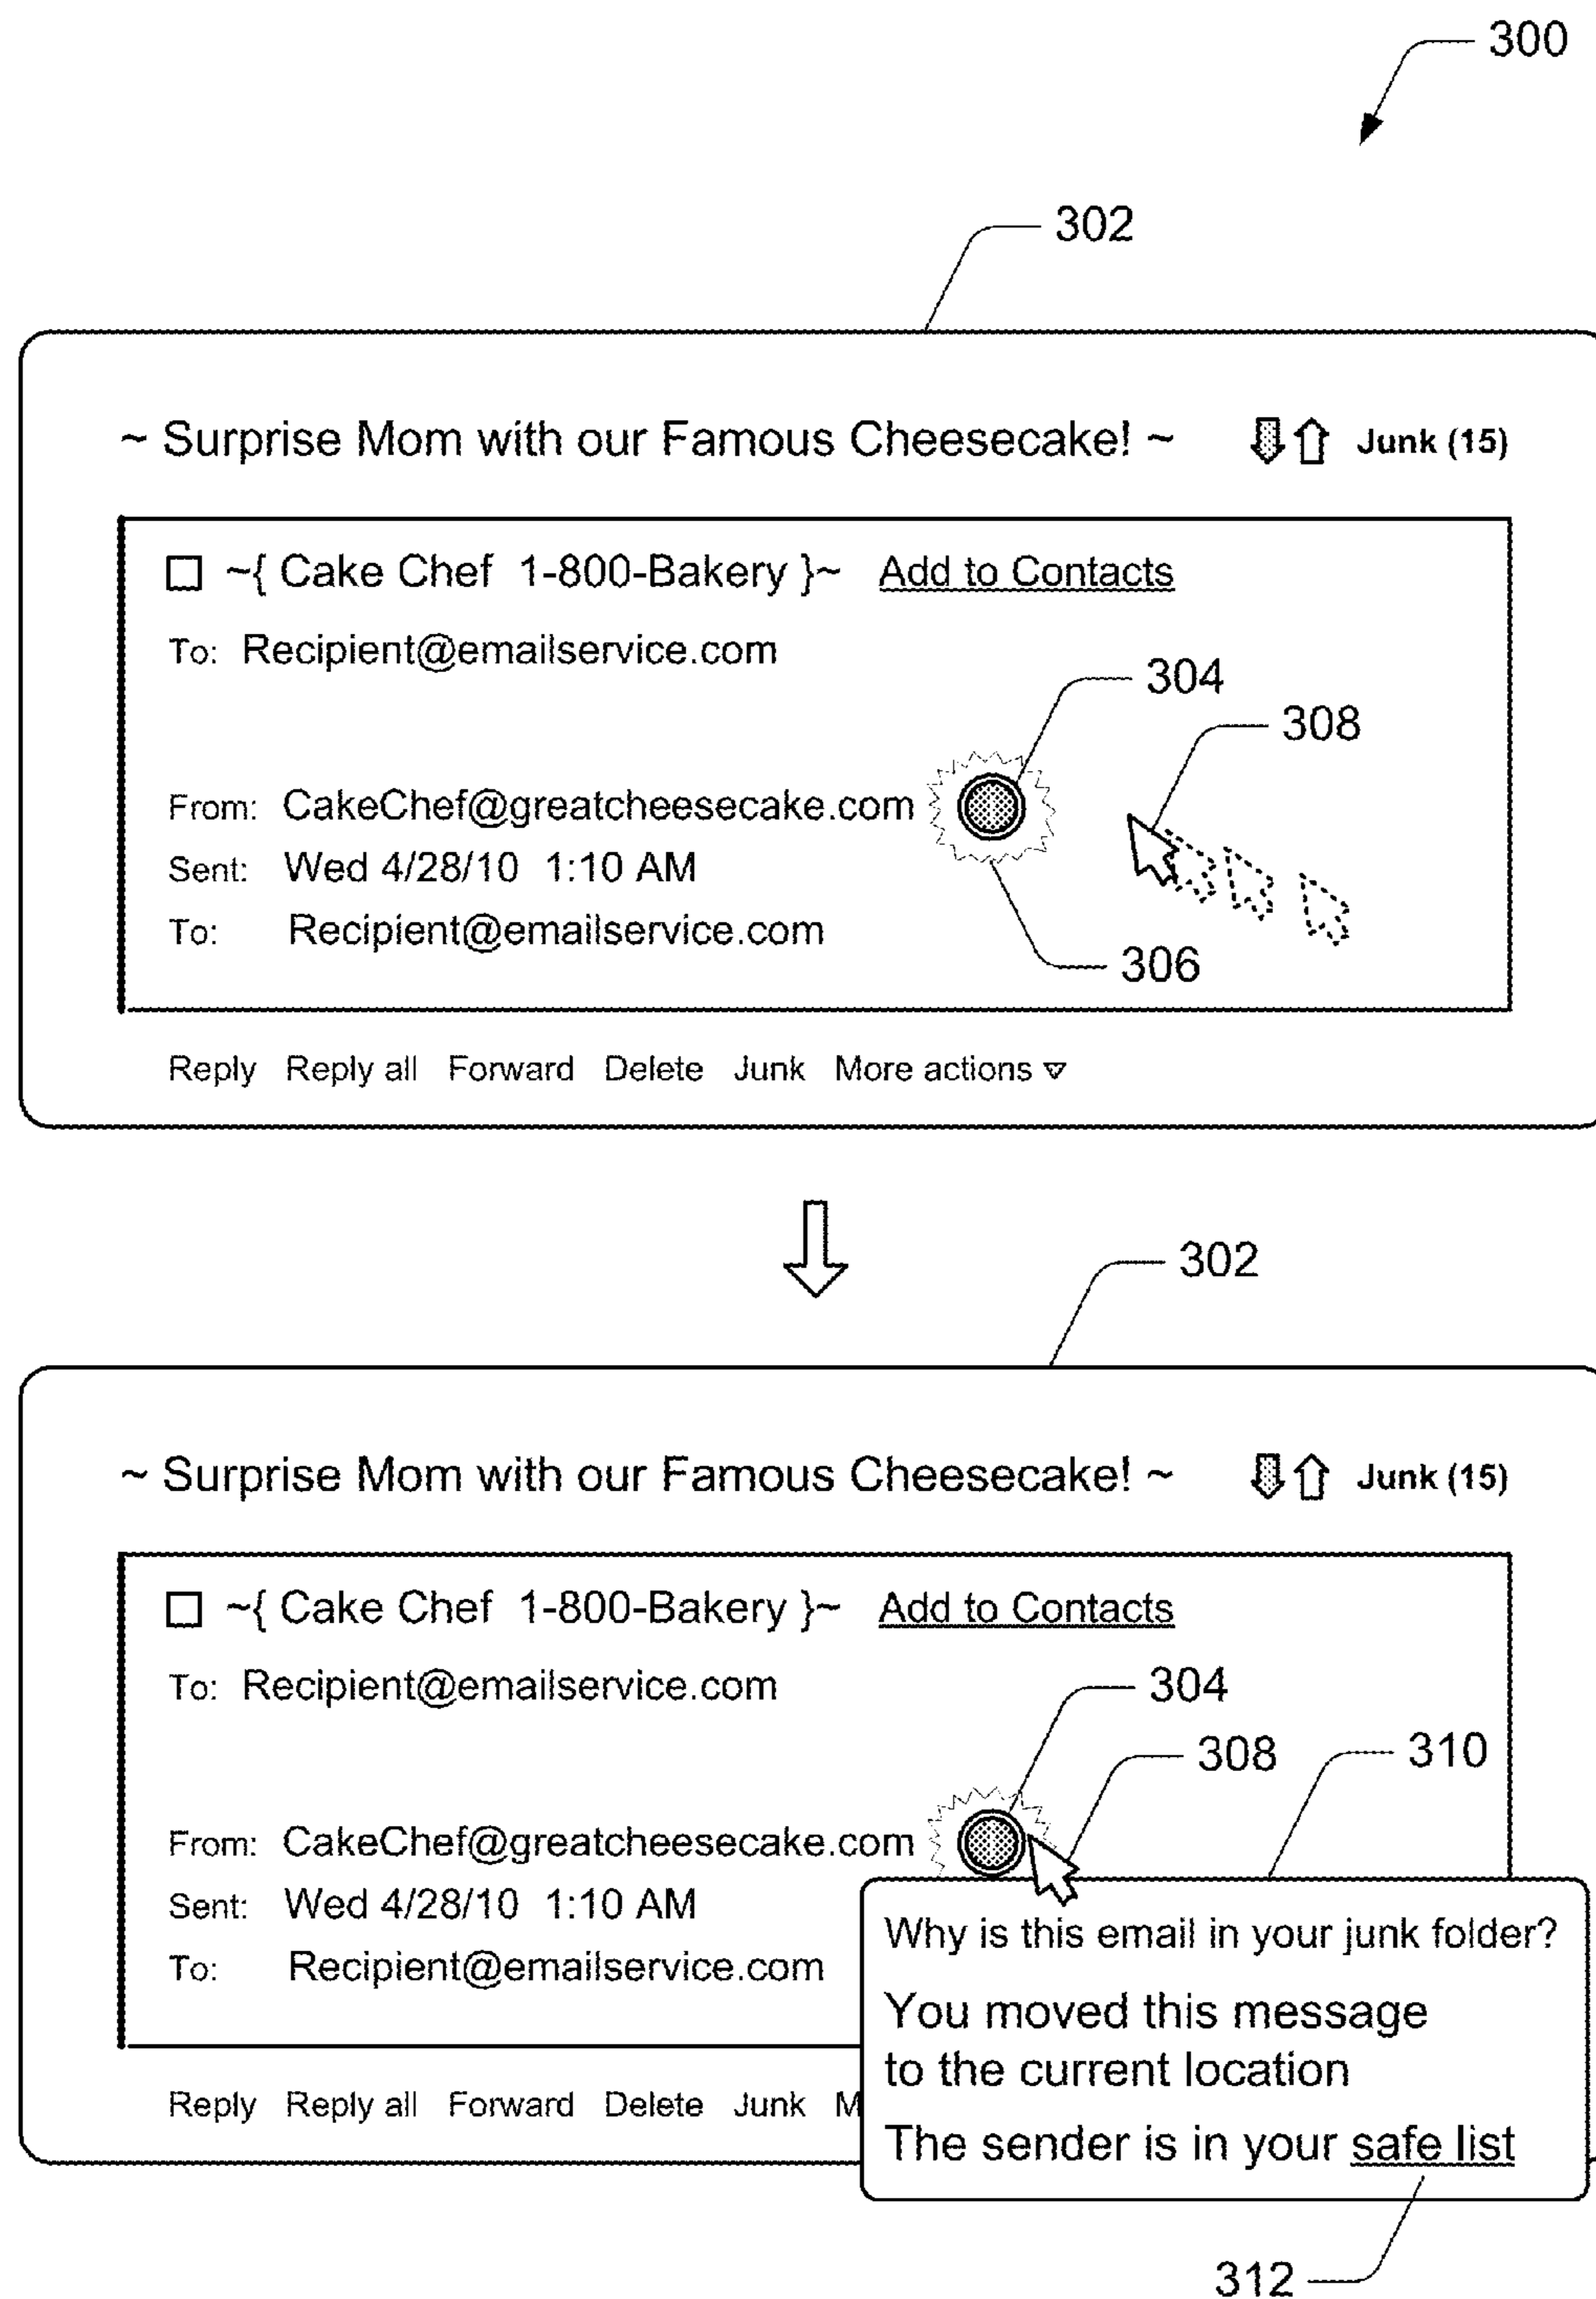 300
302
~ Surprise Mom with our Famous Cheesecake! ~ Junk (15)
~{ Cake Chef 1-800-Bakery }~ Add to Contacts
To: Recipient@emailservice.com
304
308
From: CakeChef@greatcheesecake.com
Sent: Wed 4/28/10 1:10 AM
To: Recipient@emailservice.com
306
Reply Reply all Forward Delete Junk More actions
302
~ Surprise Mom with our Famous Cheesecake! ~ Junk (15)
~{ Cake Chef 1-800-Bakery }~ Add to Contacts
To: Recipient@emailservice.com
304
308 310
From: CakeChef@greatcheesecake.com
Sent: Wed 4/28/10 1:10 AM
To: Recipient@emailservice.com
Reply Reply all Forward Delete Junk M
Why is this email in your junk folder?
You moved this message
to the current location
The sender is in your safe list
312